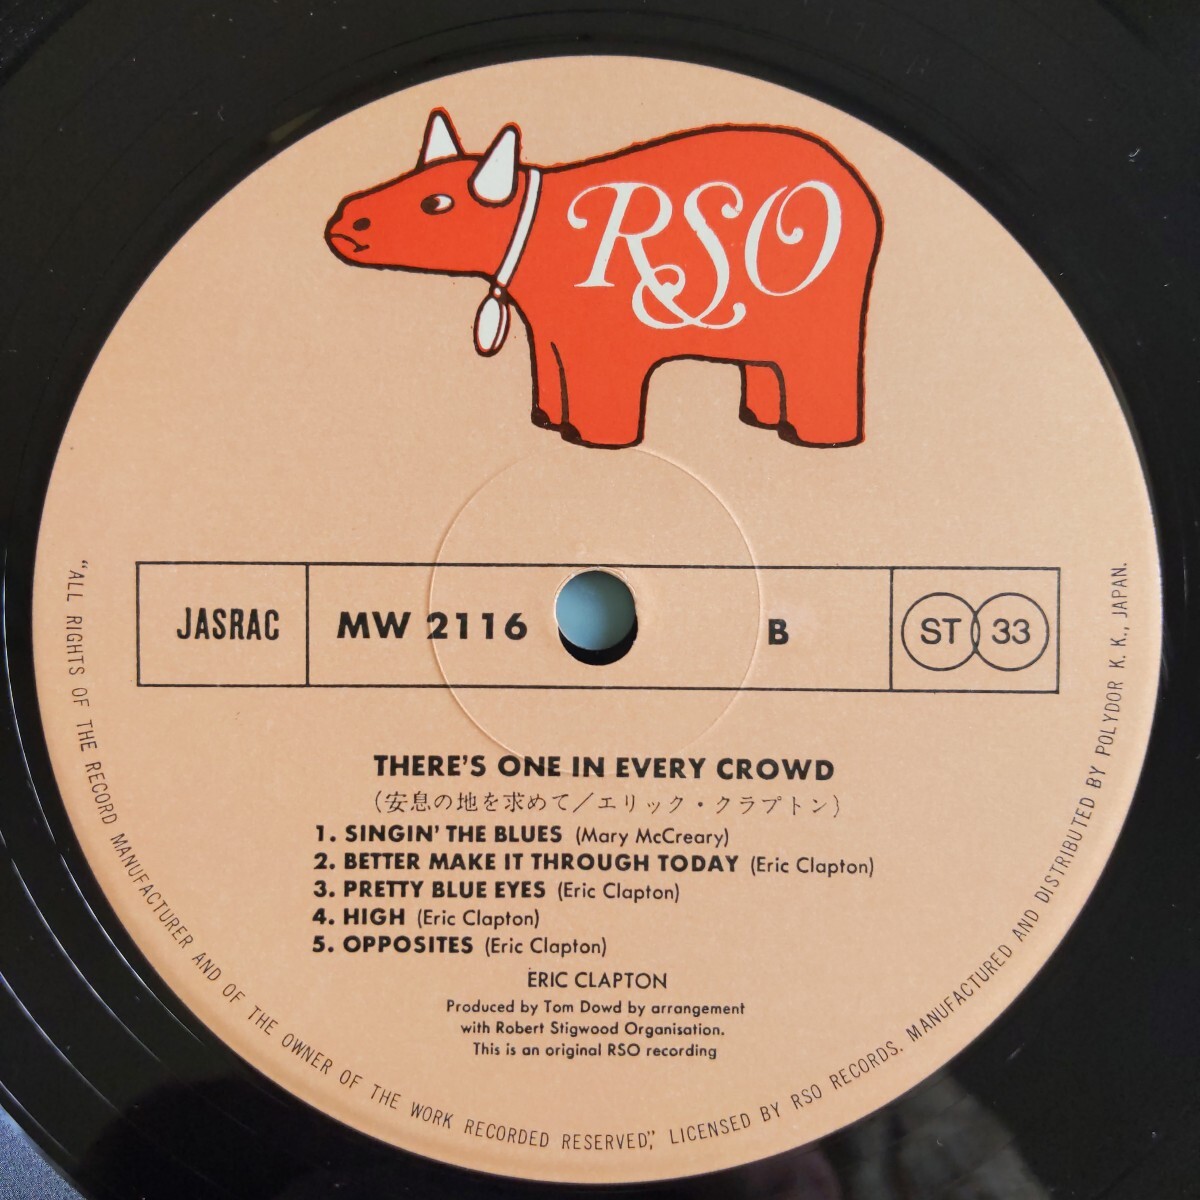 RSO
JASRAC
MW 2116
B
ST 33
THERE'S ONE IN EVERY CROWD
(安息の地を求めて/エリック・クラプトン)
1. SINGIN' THE BLUES (Mary McCreary)
2. BETTER MAKE IT THROUGH TODAY (Eric Clapton)
3. PRETTY BLUE EYES (Eric Clapton)
4. HIGH (Eric Clapton)
5. OPPOSITES (Eric Clapton)
ERIC CLAPTON
Produced by Tom Dowd by arrangement
with Robert Stigwood Organisation.
This is an original RSO recording
"ALL RIGHTS OF THE RECORD MANUFACTURER AND OF THE OWNER OF THE WORK RECORDED RESERVED", LICENSED BY RSO RECORDS. MANUFACTURED AND DISTRIBUTED BY POLYDOR K. K., JAPAN.